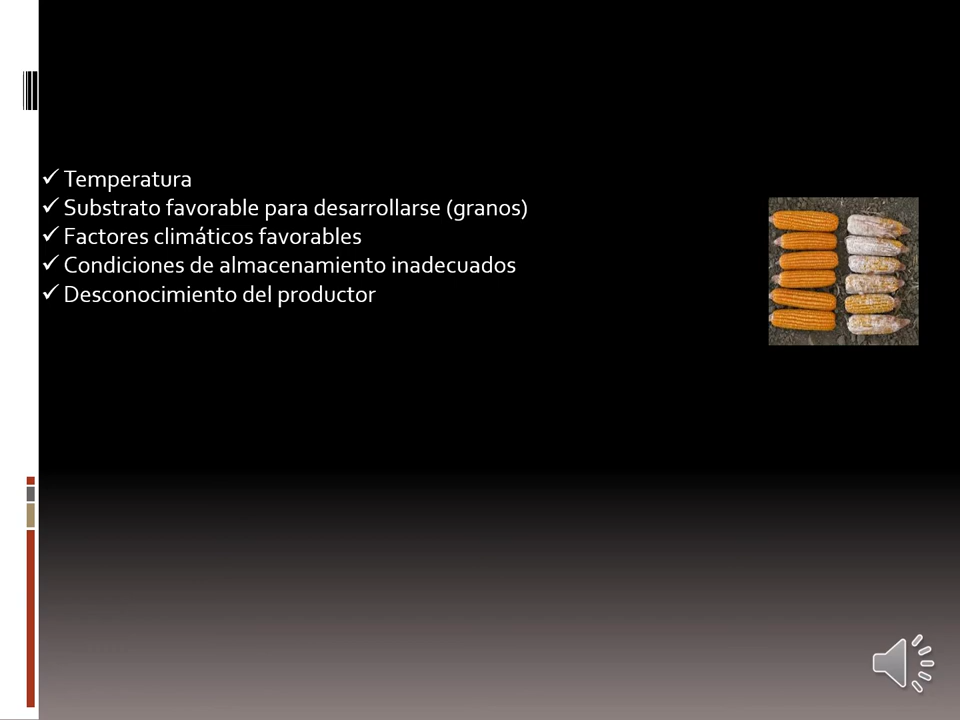 ✓ Temperatura
✓ Substrato favorable para desarrollarse (granos)
✓ Factores climáticos favorables
✓ Condiciones de almacenamiento inadecuados
✓ Desconocimiento del productor